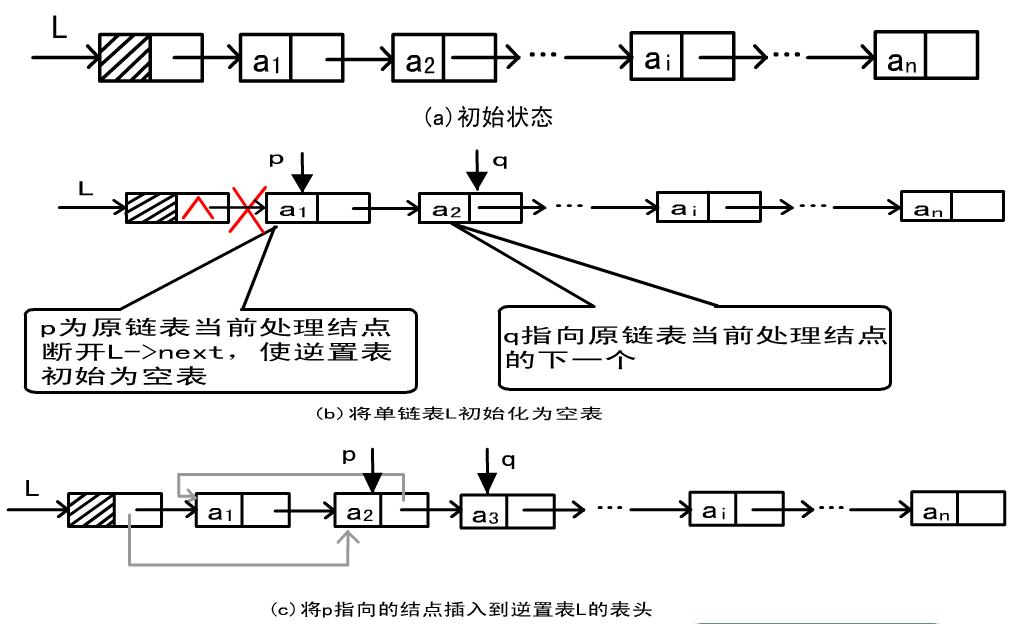 L
a1 a2 ... ai ... an
(a)初始状态
p q
L
a1 a2 ... ai ... an
p为原链表当前处理结点
断开L->next，使逆置表
初始为空表
q指向原链表当前处理结点
的下一个
(b)将单链表L初始化为空表
p q
L
a1 a2 a3 ... ai ... an
(c)将p指向的结点插入到逆置表L的表头